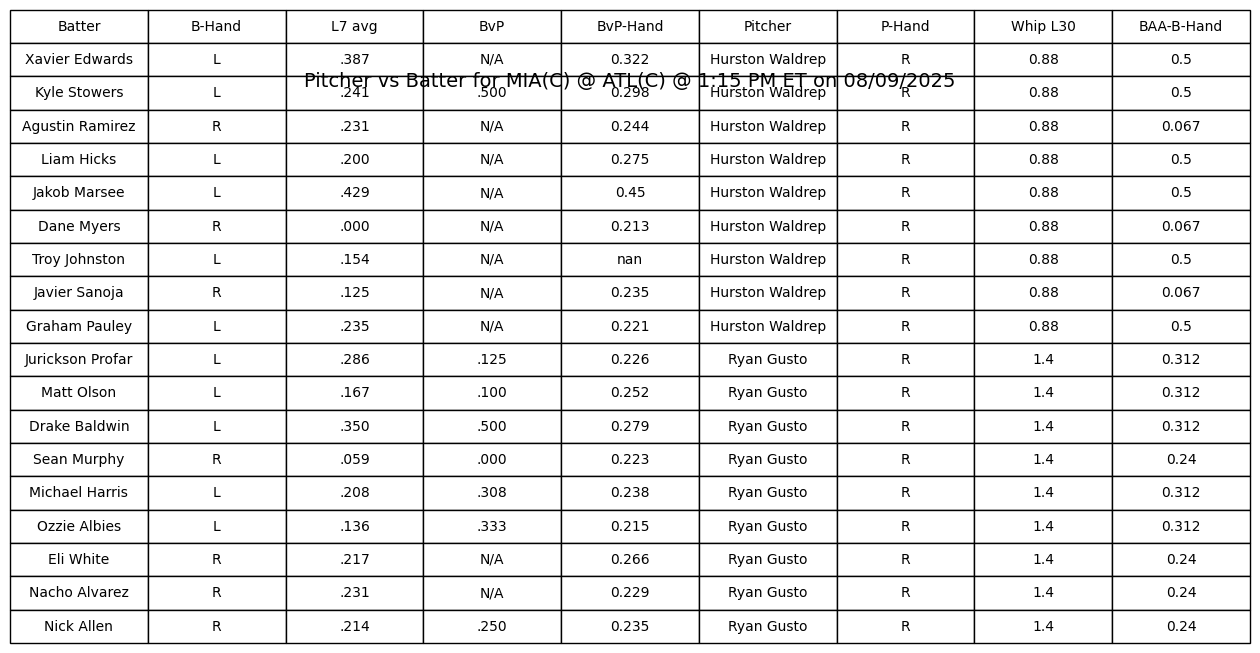 Batter B-Hand L7 avg BvP BvP-Hand Pitcher P-Hand Whip L30 BAA-B-Hand
Xavier Edwards L .387 N/A 0.322 Hurston Waldrep R 0.88 0.5
Pitcher vs Batter for MIA(C) @ ATL(C) @ 1:15 PM ET on 08/09/2025
Kyle Stowers L .241 .500 0.298 Hurston Waldrep R 0.88 0.5
Agustin Ramirez R .231 N/A 0.244 Hurston Waldrep R 0.88 0.067
Liam Hicks L .200 N/A 0.275 Hurston Waldrep R 0.88 0.5
Jakob Marsee L .429 N/A 0.45 Hurston Waldrep R 0.88 0.5
Dane Myers R .000 N/A 0.213 Hurston Waldrep R 0.88 0.067
Troy Johnston L .154 N/A nan Hurston Waldrep R 0.88 0.5
Javier Sanoja R .125 N/A 0.235 Hurston Waldrep R 0.88 0.067
Graham Pauley L .235 N/A 0.221 Hurston Waldrep R 0.88 0.5
Jurickson Profar L .286 .125 0.226 Ryan Gusto R 1.4 0.312
Matt Olson L .167 .100 0.252 Ryan Gusto R 1.4 0.312
Drake Baldwin L .350 .500 0.279 Ryan Gusto R 1.4 0.312
Sean Murphy R .059 .000 0.223 Ryan Gusto R 1.4 0.24
Michael Harris L .208 .308 0.238 Ryan Gusto R 1.4 0.312
Ozzie Albies L .136 .333 0.215 Ryan Gusto R 1.4 0.312
Eli White R .217 N/A 0.266 Ryan Gusto R 1.4 0.24
Nacho Alvarez R .231 N/A 0.229 Ryan Gusto R 1.4 0.24
Nick Allen R .214 .250 0.235 Ryan Gusto R 1.4 0.24